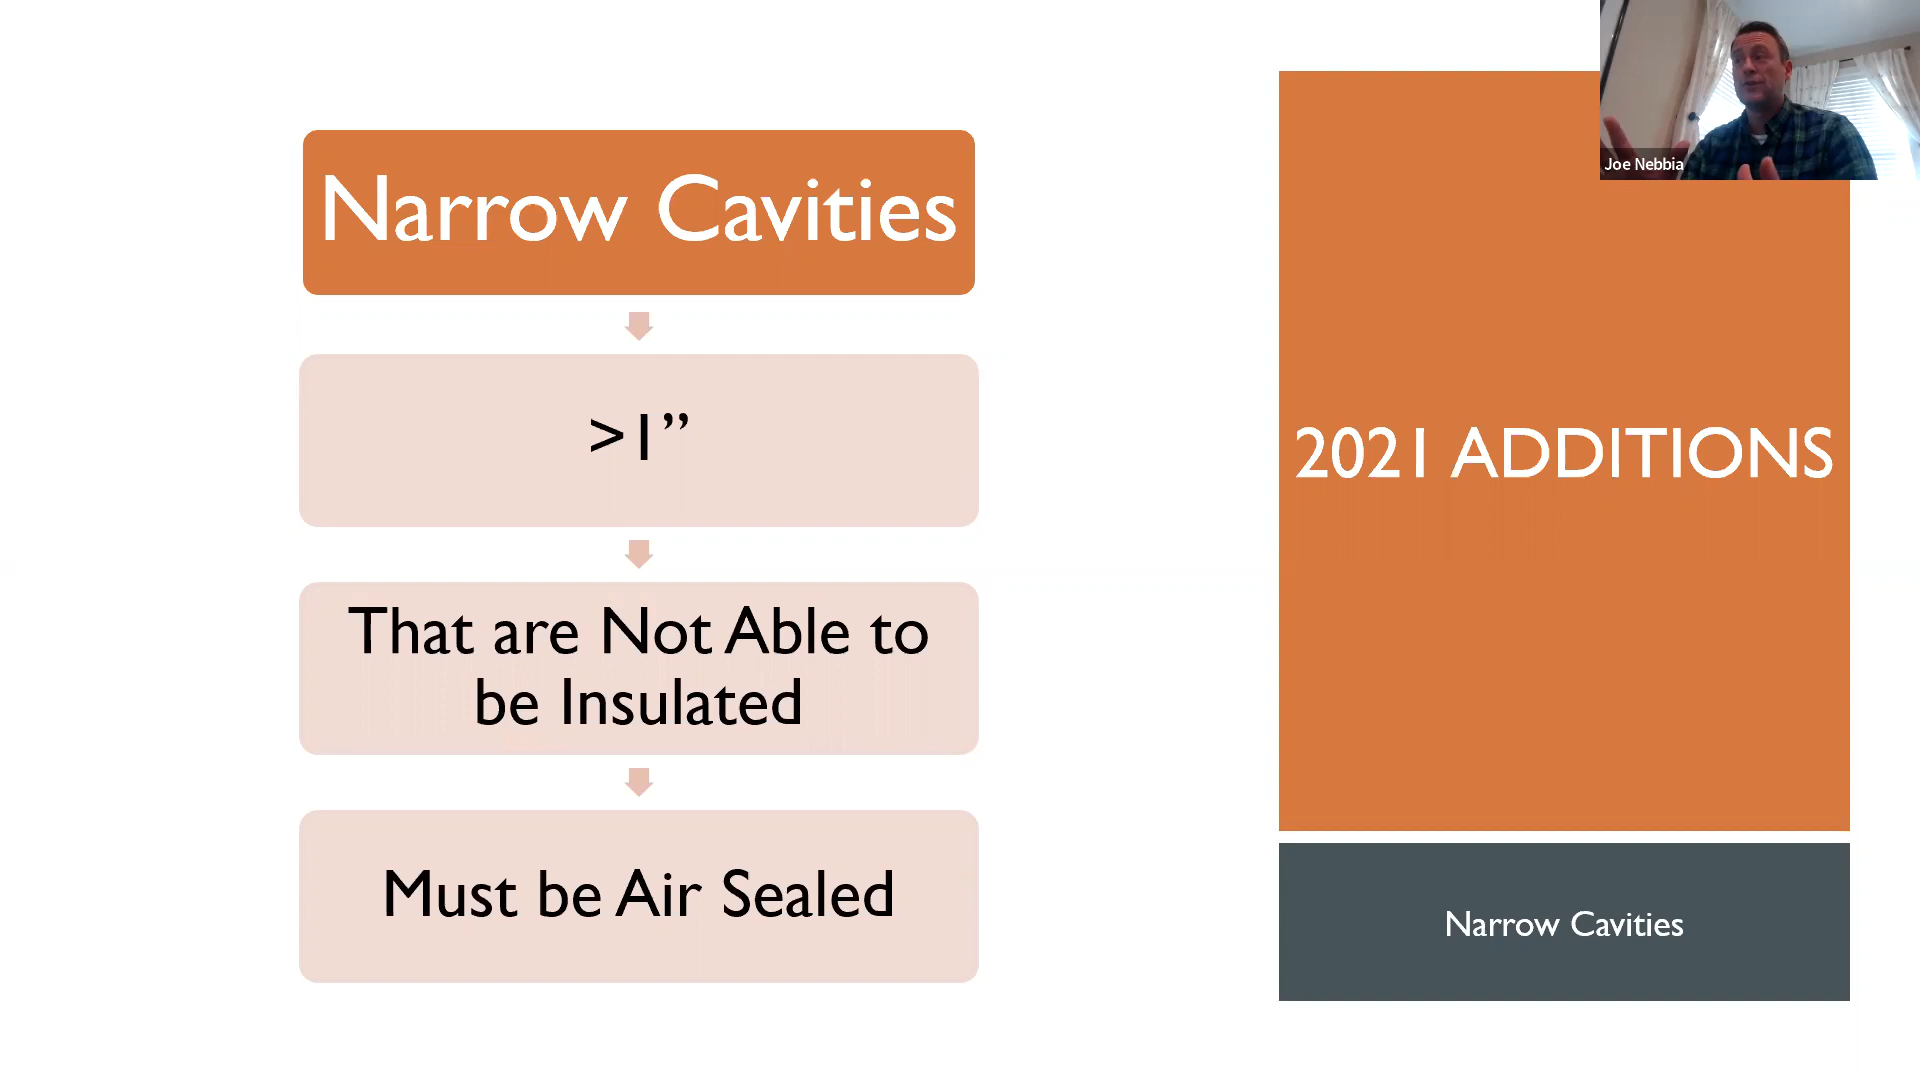 Narrow Cavities
>1”
That are Not Able to
be Insulated
Must be Air Sealed
2021 ADDITIONS
Narrow Cavities
Joe Nebbia